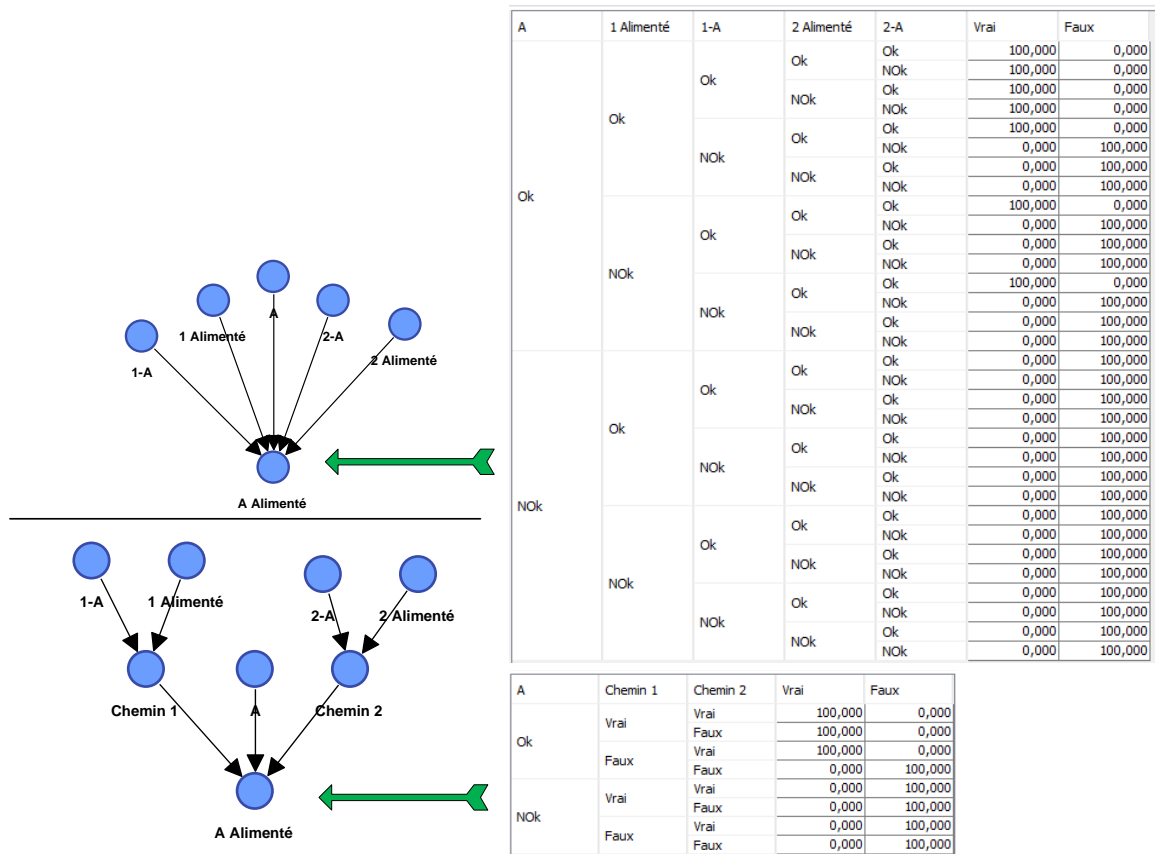 A 1 Alimenté 1-A 2 Alimenté 2-A Vrai Faux
Ok Ok Ok Ok Ok 100,000 0,000
NOk 100,000 0,000
NOk Ok 100,000 0,000
NOk 100,000 0,000
NOk Ok Ok 100,000 0,000
NOk 0,000 100,000
NOk Ok 0,000 100,000
NOk 0,000 100,000
NOk Ok Ok Ok 100,000 0,000
NOk 0,000 100,000
NOk Ok 0,000 100,000
NOk 0,000 100,000
NOk Ok Ok 100,000 0,000
NOk 0,000 100,000
NOk Ok 0,000 100,000
NOk 0,000 100,000
NOk Ok Ok Ok Ok 0,000 100,000
NOk 0,000 100,000
NOk Ok 0,000 100,000
NOk 0,000 100,000
NOk Ok Ok 0,000 100,000
NOk 0,000 100,000
NOk Ok 0,000 100,000
NOk 0,000 100,000
NOk Ok Ok Ok 0,000 100,000
NOk 0,000 100,000
NOk Ok 0,000 100,000
NOk 0,000 100,000
NOk Ok Ok 0,000 100,000
NOk 0,000 100,000
NOk Ok 0,000 100,000
NOk 0,000 100,000
A
1 Alimenté
2-A
2 Alimenté
1-A
A Alimenté
1-A
1 Alimenté
2-A
2 Alimenté
Chemin 1
A
Chemin 2
A Alimenté
A Chemin 1 Chemin 2 Vrai Faux
Ok Vrai Vrai 100,000 0,000
Faux 100,000 0,000
Faux Vrai 100,000 0,000
Faux 0,000 100,000
NOk Vrai Vrai 0,000 100,000
Faux 0,000 100,000
Faux Vrai 0,000 100,000
Faux 0,000 100,000